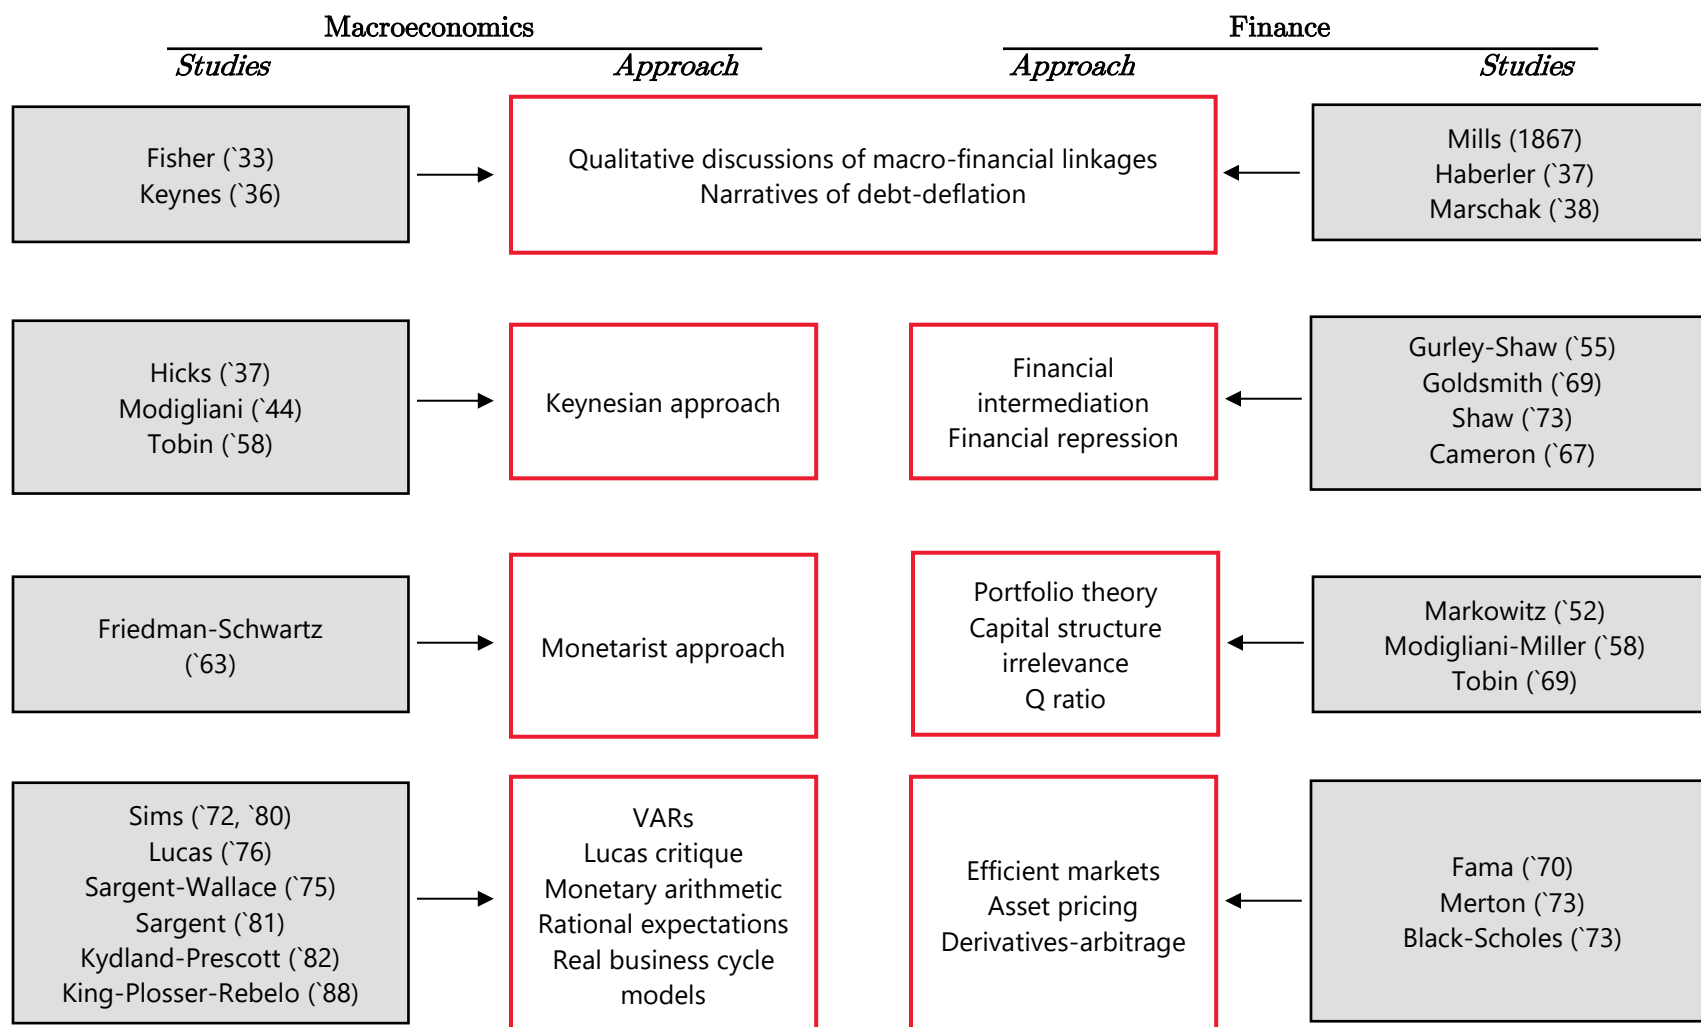 Macroeconomics
Finance
Studies
Approach
Approach
Studies
Fisher (`33)
Keynes (`36)
Qualitative discussions of macro-financial linkages
Narratives of debt-deflation
Mills (1867)
Haberler (`37)
Marschak (`38)
Hicks (`37)
Modigliani (`44)
Tobin (`58)
Keynesian approach
Financial
intermediation
Financial repression
Gurley-Shaw (`55)
Goldsmith (`69)
Shaw (`73)
Cameron (`67)
Friedman-Schwartz
(`63)
Monetarist approach
Portfolio theory
Capital structure
irrelevance
Q ratio
Markowitz (`52)
Modigliani-Miller (`58)
Tobin (`69)
Sims (`72, `80)
Lucas (`76)
Sargent-Wallace (`75)
Sargent (`81)
Kydland-Prescott (`82)
King-Plosser-Rebelo (`88)
VARs
Lucas critique
Monetary arithmetic
Rational expectations
Real business cycle
models
Efficient markets
Asset pricing
Derivatives-arbitrage
Fama (`70)
Merton (`73)
Black-Scholes (`73)